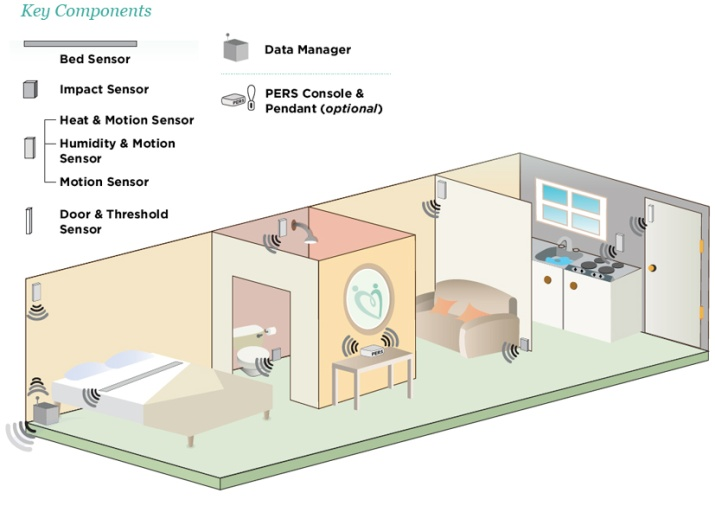 Key Components
Bed Sensor
Impact Sensor
Heat & Motion Sensor
Humidity & Motion
Sensor
Motion Sensor
Door & Threshold
Sensor
Data Manager
PERS
PERS Console &
Pendant (optional)
PERS